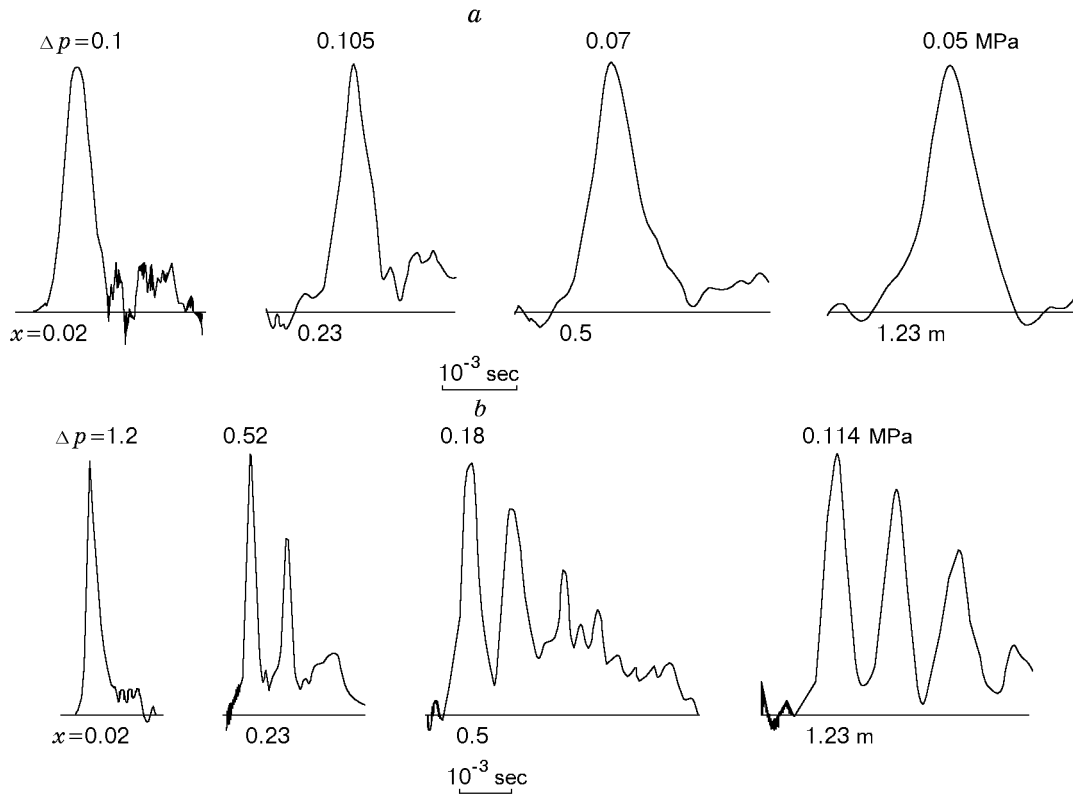 a
Δp=0.1 0.105 0.07 0.05 MPa
x=0.02 0.23 0.5 1.23 m
10⁻³ sec
b
Δp=1.2 0.52 0.18 0.114 MPa
x=0.02 0.23 0.5 1.23 m
10⁻³ sec